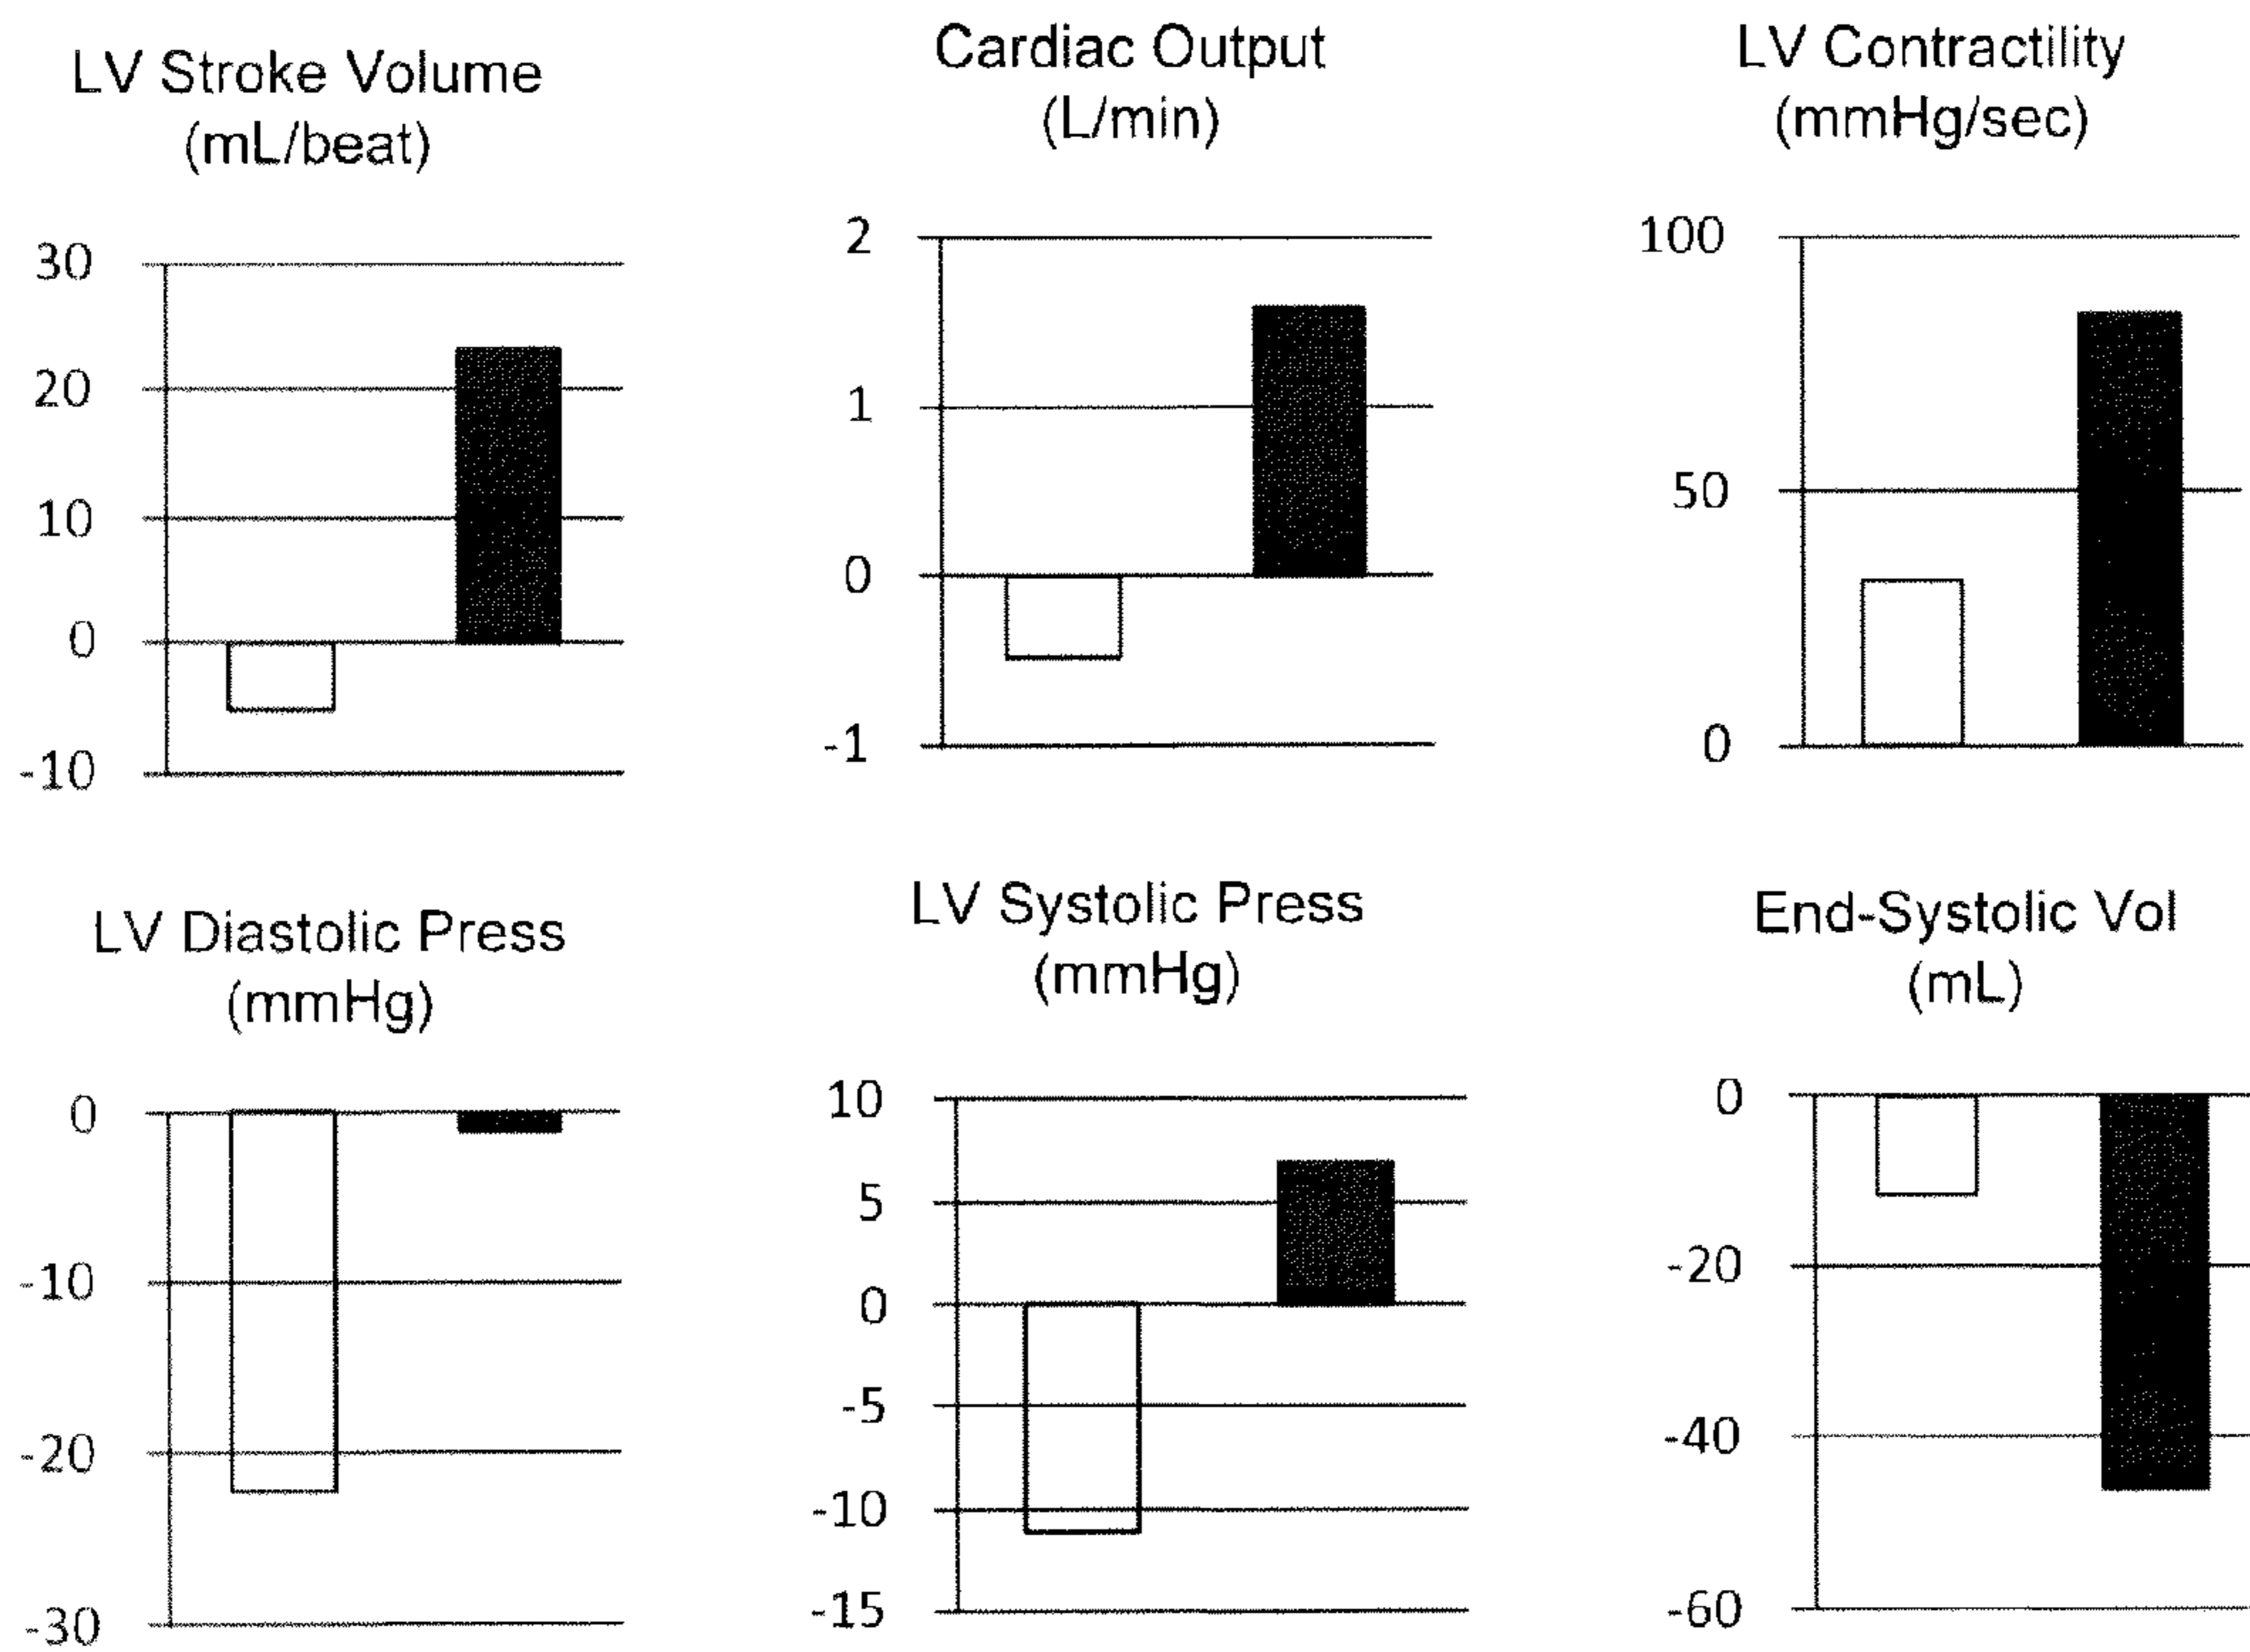 LV Stroke Volume
(mL/beat)
30
20
10
0
-10
Cardiac Output
(L/min)
2
1
0
-1
LV Contractility
(mmHg/sec)
100
50
0
LV Diastolic Press
(mmHg)
0
-10
-20
-30
LV Systolic Press
(mmHg)
10
5
0
-5
-10
-15
End-Systolic Vol
(mL)
0
-20
-40
-60